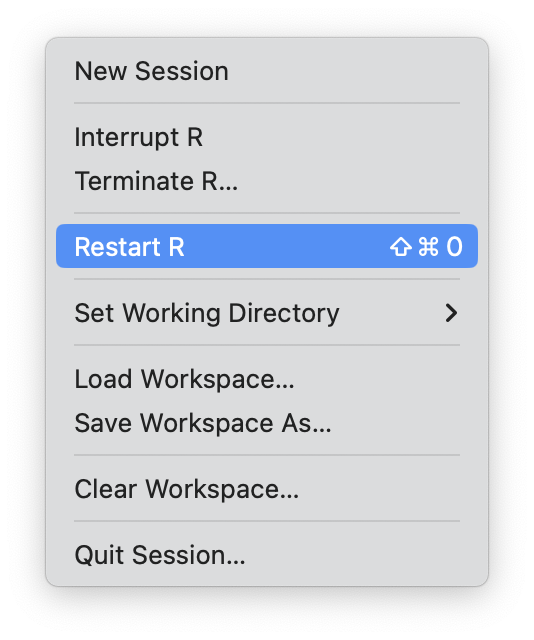 New Session
Interrupt R
Terminate R...
Restart R ⇧⌘0
Set Working Directory
Load Workspace...
Save Workspace As...
Clear Workspace...
Quit Session...